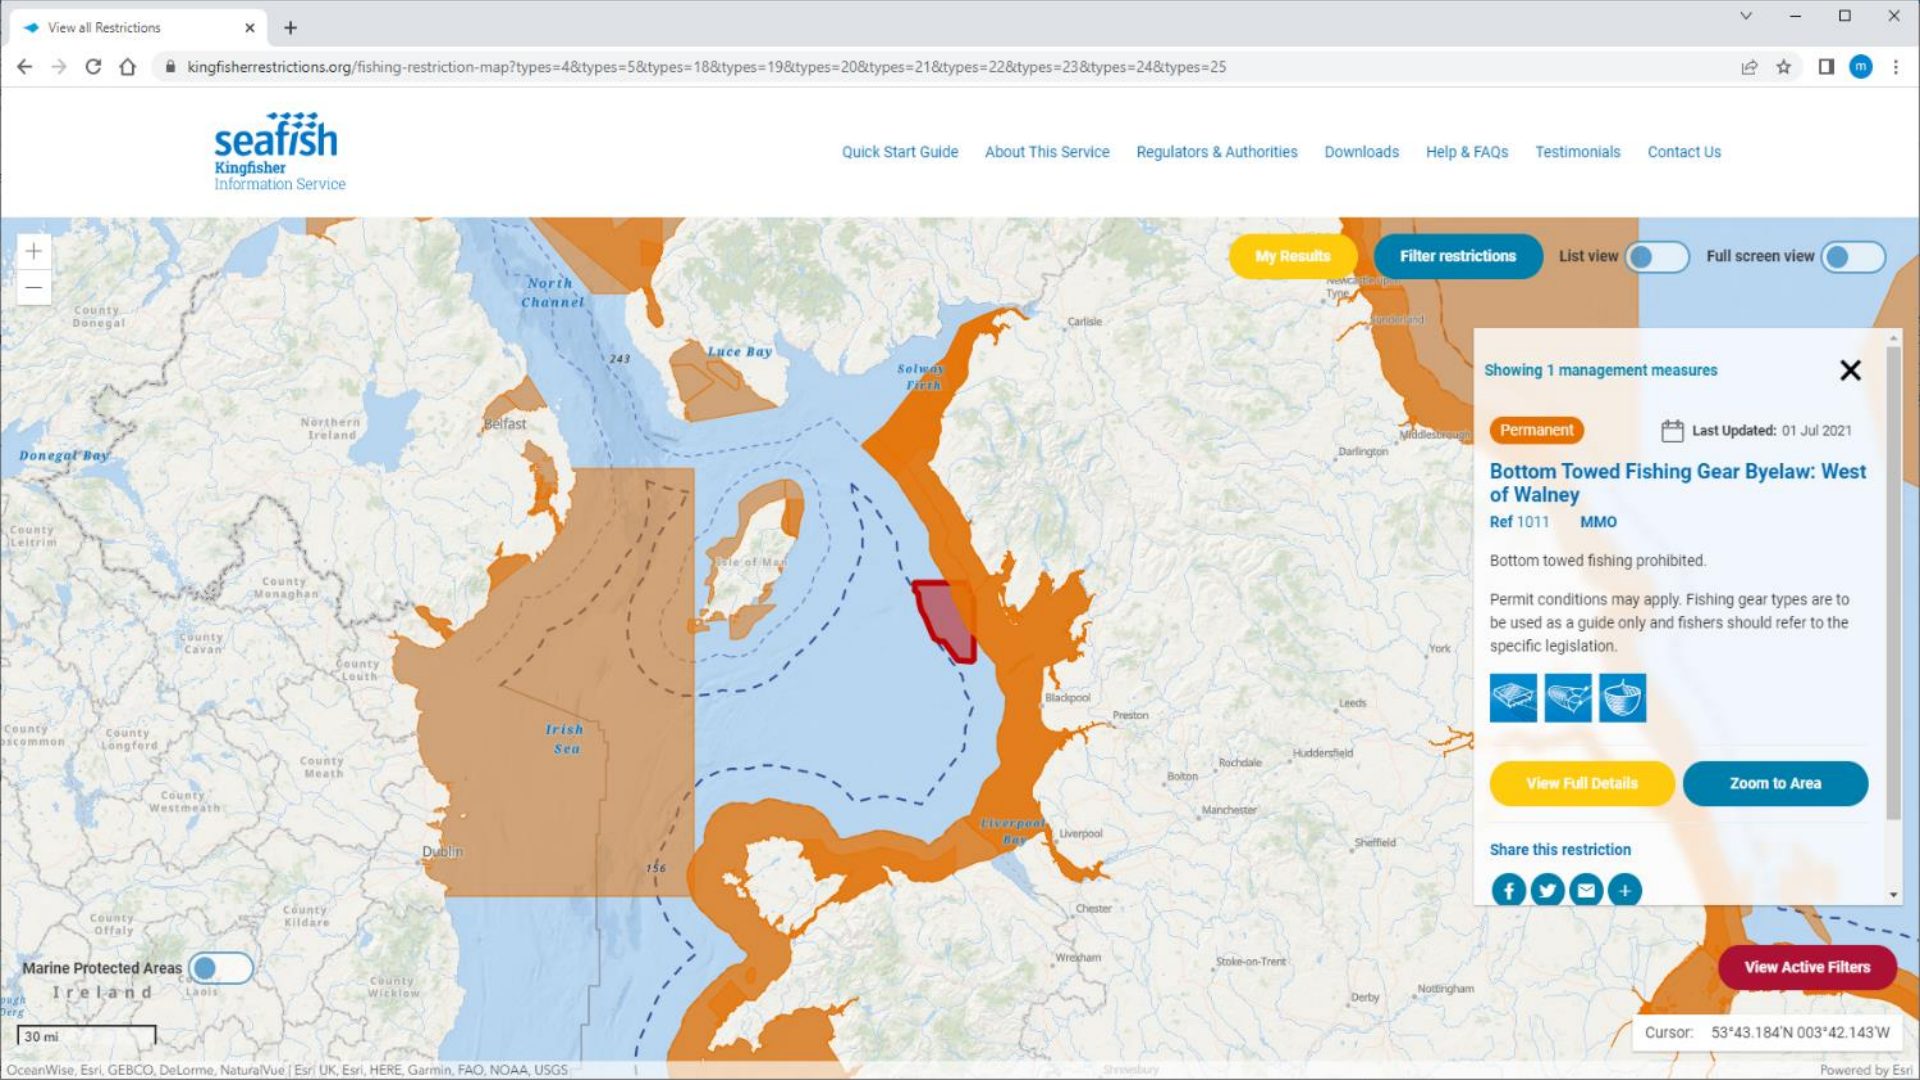 View all Restrictions
kingfisherrestrictions.org/fishing-restriction-map?types=4&types=5&types=18&types=19&types=20&types=21&types=22&types=23&types=24&types=25
m
seafish
Kingfisher
Information Service
Quick Start Guide
About This Service
Regulators & Authorities
Downloads
Help & FAQs
Testimonials
Contact Us
My Results
Filter restrictions
List view
Full screen view
North
Channel
County
Donegal
Tyne
Sunderland
Carlisle
243
Luce Bay
Solway
Firth
Showing 1 management measures
Northern
Ireland
Belfast
Permanent
Last Updated: 01 Jul 2021
Middlesbrough
Darlington
Donegal Bay
Bottom Towed Fishing Gear Byelaw: West
of Walney
Ref 1011 MMO
County
Leitrim
Isle of Man
Bottom towed fishing prohibited.
County
Monaghan
Permit conditions may apply. Fishing gear types are to
be used as a guide only and fishers should refer to the
specific legislation.
County
Cavan
York
County
Louth
Blackpool
Leeds
Preston
Irish
Sea
County
oscommon
County
Longford
Huddersfield
County
Meath
Rochdale
Bolton
View Full Details
Zoom to Area
County
Westmeath
Manchester
Liverpool
Bay
Liverpool
Sheffield
Share this restriction
Dublin
156
County
Offaly
County
Kildare
Chester
Wrexham
Stoke-on-Trent
Marine Protected Areas
View Active Filters
Ireland
Laois
County
Wicklow
Derby
Nottingham
ough
Derg
30 mi
Cursor: 53°43.184'N 003°42.143'W
OceanWise, Esri, GEBCO, DeLorme, NaturalVue | Esri UK, Esri, HERE, Garmin, FAO, NOAA, USGS
Shrewsbury
Powered by Esri